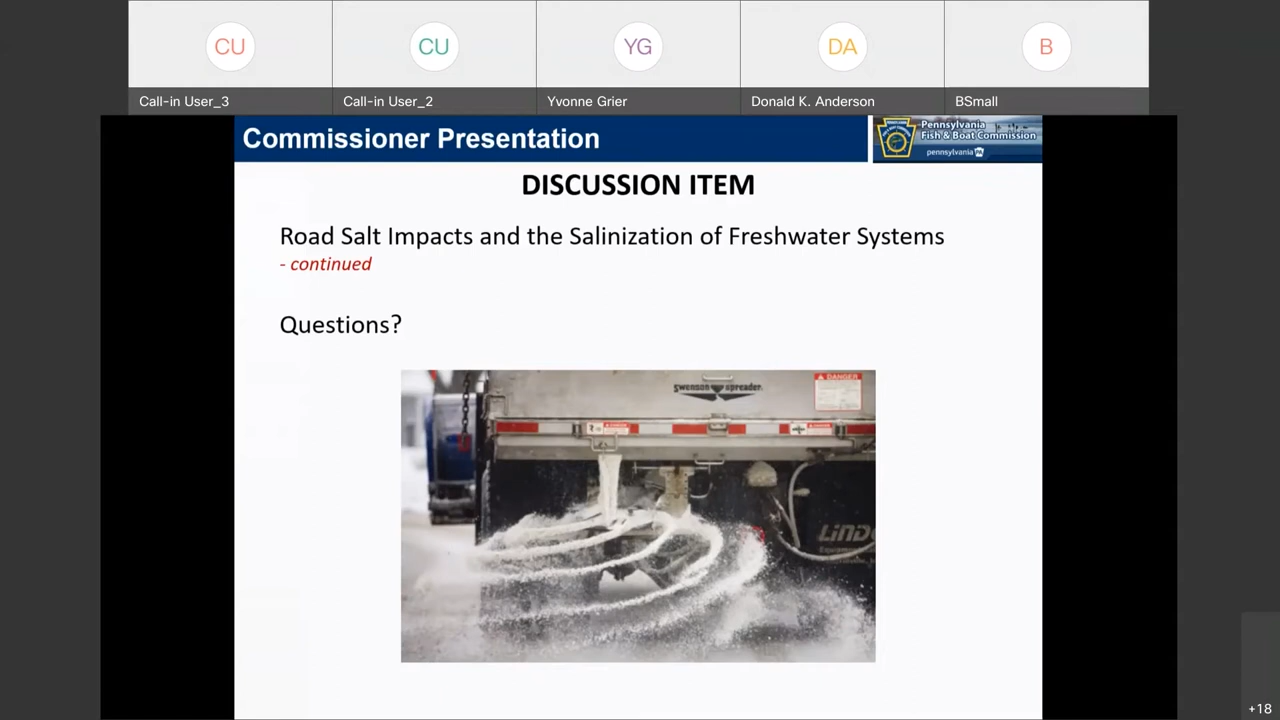 CU
CU
YG
DA
B
Call-in User_3
Call-in User_2
Yvonne Grier
Donald K. Anderson
BSmall
Commissioner Presentation
Pennsylvania
Fish & Boat Commission
pennsylvania PA
DISCUSSION ITEM
Road Salt Impacts and the Salinization of Freshwater Systems
- continued
Questions?
Swenson spreader.
DANGER
LIND
+18